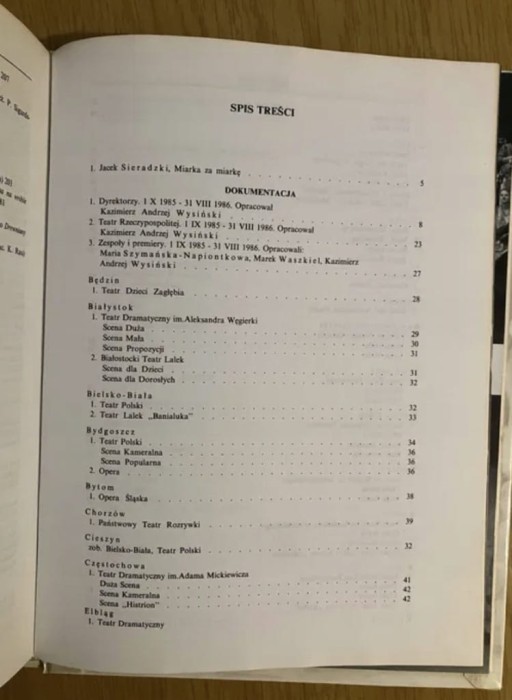 207
P. Sigarda
203
SPIS TREŚCI
1. Jacek Sieradzki, Miarka za miarkę 5
DOKUMENTACJA
1. Dyrektorzy. 1 X 1985 - 31 VIII 1986. Opracował
Kazimierz Andrzej Wysiński 8
2. Teatr Rzeczypospolitej. 1 IX 1985 - 31 VIII 1986. Opracował
Kazimierz Andrzej Wysiński 23
3. Zespoły i premiery. 1 IX 1985 - 31 VIII 1986. Opracowali:
Maria Szymańska-Napiontkowa, Marek Waszkiel, Kazimierz
Andrzej Wysiński 27
Będzin
1. Teatr Dzieci Zagłębia 28
Białystok
1. Teatr Dramatyczny im.Aleksandra Węgierki
Scena Duża 29
Scena Mała 30
Scena Propozycji 31
2. Białostocki Teatr Lalek
Scena dla Dzieci 31
Scena dla Dorosłych 32
Bielsko-Biała
1. Teatr Polski 32
2. Teatr Lalek „Banialuka" 33
Bydgoszcz
1. Teatr Polski 34
Scena Kameralna 36
Scena Popularna 36
2. Opera 36
Bytom
1. Opera Śląska 38
Chorzów
1. Państwowy Teatr Rozrywki 39
Cieszyn
zob. Bielsko-Biała, Teatr Polski 32
Częstochowa
1. Teatr Dramatyczny im.Adama Mickiewicza
Duża Scena 41
Scena Kameralna 42
Scena „Histrion" 42
Elbląg
1. Teatr Dramatyczny